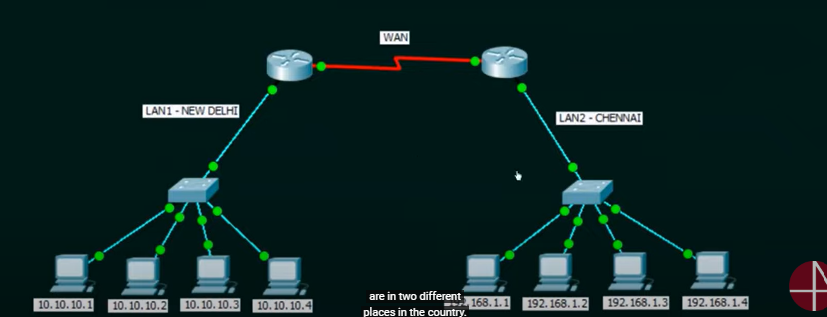 WAN
LAN1 - NEW DELHI
LAN2 - CHENNAI
10.10.10.1
10.10.10.2
10.10.10.3
10.10.10.4
.168.1.1
192.168.1.2
192.168.1.3
192.168.1.4
are in two different
places in the country.